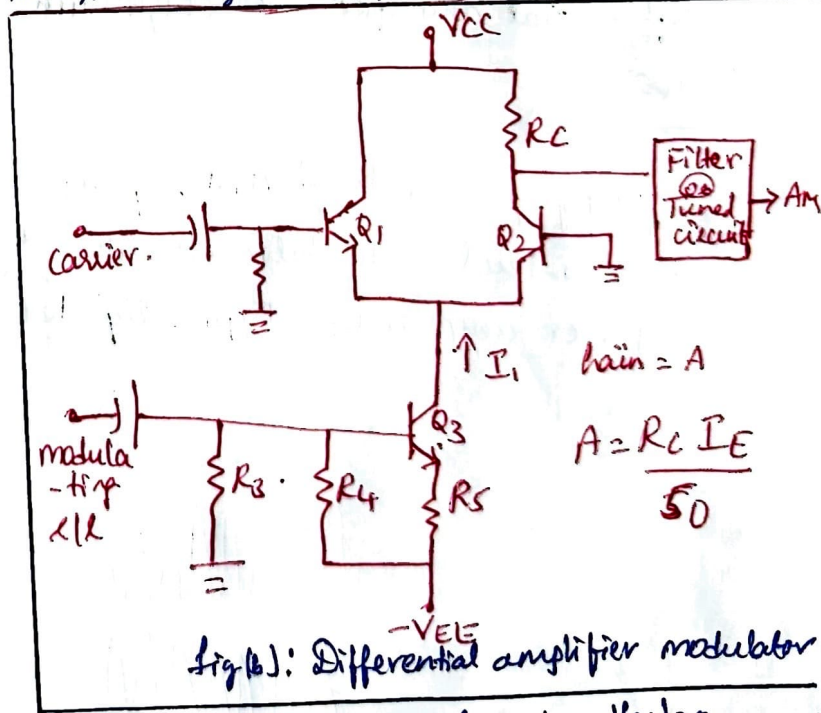 VCC
RC
Filter
(or)
Tuned
circuit
AM
Carrier.
Q1
Q2
↑ I1
Gain = A
A = RC IE
50
modula
-ting
Q3
R3.
R4
R5
-VEE
fig(b): Differential amplifier modulator